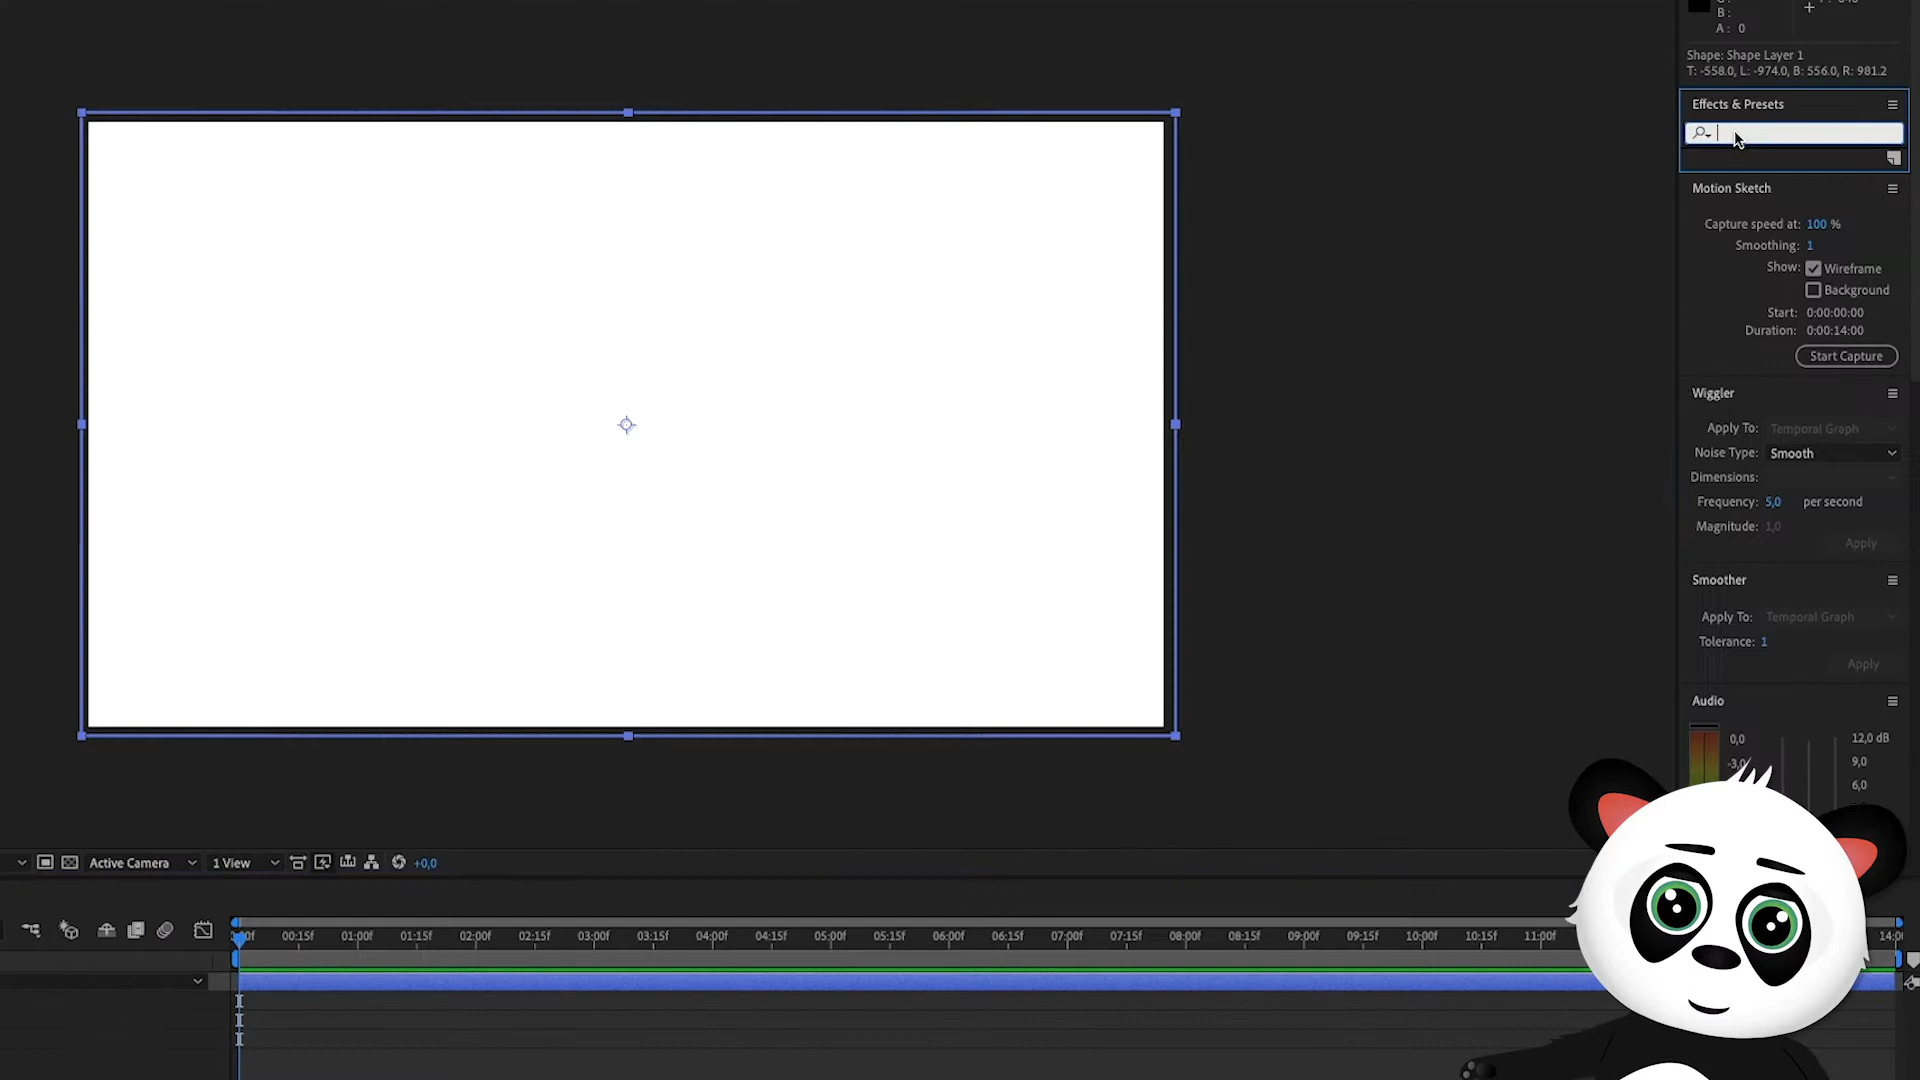 B :
A : 0
Shape: Shape Layer 1
T: -558.0, L: -974.0, B: 556.0, R: 981.2
Effects & Presets
Motion Sketch
Capture speed at: 100 %
Smoothing: 1
Show: Wireframe
Background
Start: 0:00:00:00
Duration: 0:00:14:00
Start Capture
Wiggler
Apply To: Temporal Graph
Noise Type: Smooth
Dimensions:
Frequency: 5,0 per second
Magnitude: 1,0
Apply
Smoother
Apply To: Temporal Graph
Tolerance: 1
Apply
Audio
0,0 12,0 dB
-3,0 9,0
6,0
Active Camera 1 View +0,0
00:15f 01:00f 01:15f 02:00f 02:15f 03:00f 03:15f 04:00f 04:15f 05:00f 05:15f 06:00f 06:15f 07:00f 07:15f 08:00f 08:15f 09:00f 09:15f 10:00f 10:15f 11:00f